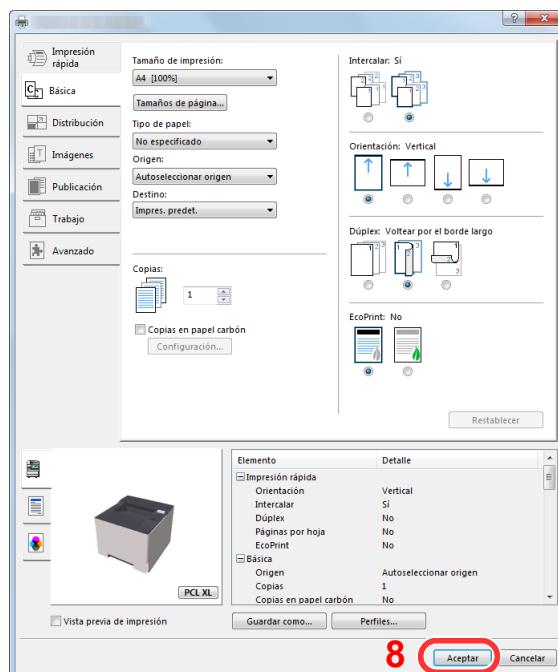 Impresión
rápida
Básica
Distribución
Imágenes
Publicación
Trabajo
Avanzado
Tamaño de impresión:
A4 [100%]
Tamaños de página...
Tipo de papel:
No especificado
Origen:
Autoseleccionar origen
Destino:
Impres. predet.
Copias:
1
Copias en papel carbón
Configuración...
Intercalar: Sí
Orientación: Vertical
Dúplex: Voltear por el borde largo
EcoPrint: No
Restablecer
PCL XL
Vista previa de impresión
Elemento Detalle
Impresión rápida
Orientación Vertical
Intercalar Sí
Dúplex No
Páginas por hoja No
EcoPrint No
Básica
Origen Autoseleccionar origen
Copias 1
Copias en papel carbón No
Guardar como... Perfiles...
8 Aceptar Cancelar